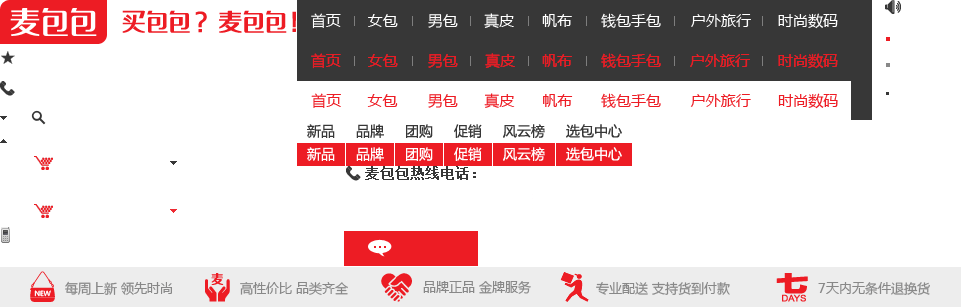 麦包包 买包包？麦包包！
首页 女包 男包 真皮 帆布 钱包手包 户外旅行 时尚数码
首页 女包 男包 真皮 帆布 钱包手包 户外旅行 时尚数码
首页 女包 男包 真皮 帆布 钱包手包 户外旅行 时尚数码
新品 品牌 团购 促销 风云榜 选包中心
新品 品牌 团购 促销 风云榜 选包中心
麦包包热线电话：
NEW 每周上新 领先时尚 麦 高性价比 品类齐全 品牌正品 金牌服务 专业配送 支持货到付款 七 DAYS 7天内无条件退换货